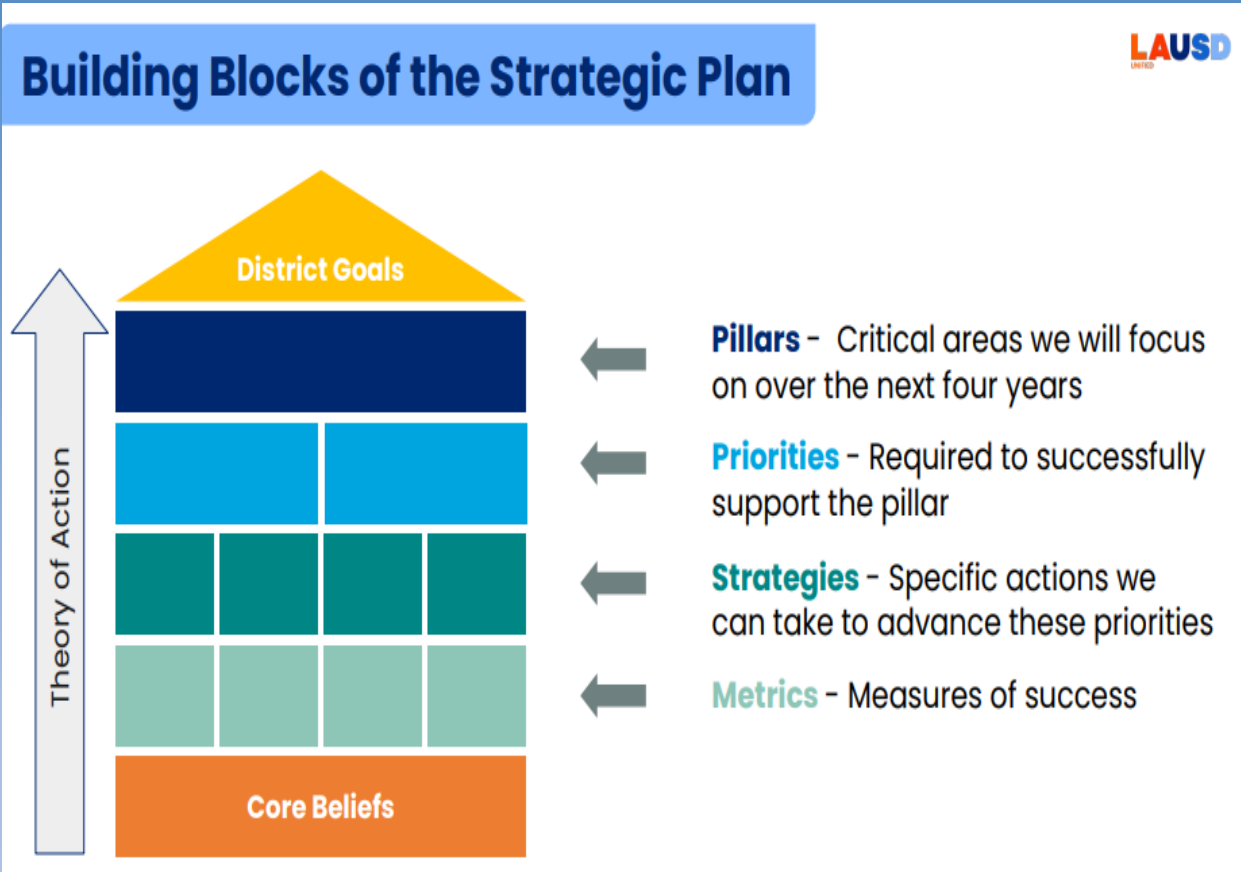 Building Blocks of the Strategic Plan
LAUSD
UNIFIED
District Goals
Theory of Action
Pillars - Critical areas we will focus
on over the next four years
Priorities - Required to successfully
support the pillar
Strategies - Specific actions we
can take to advance these priorities
Metrics - Measures of success
Core Beliefs